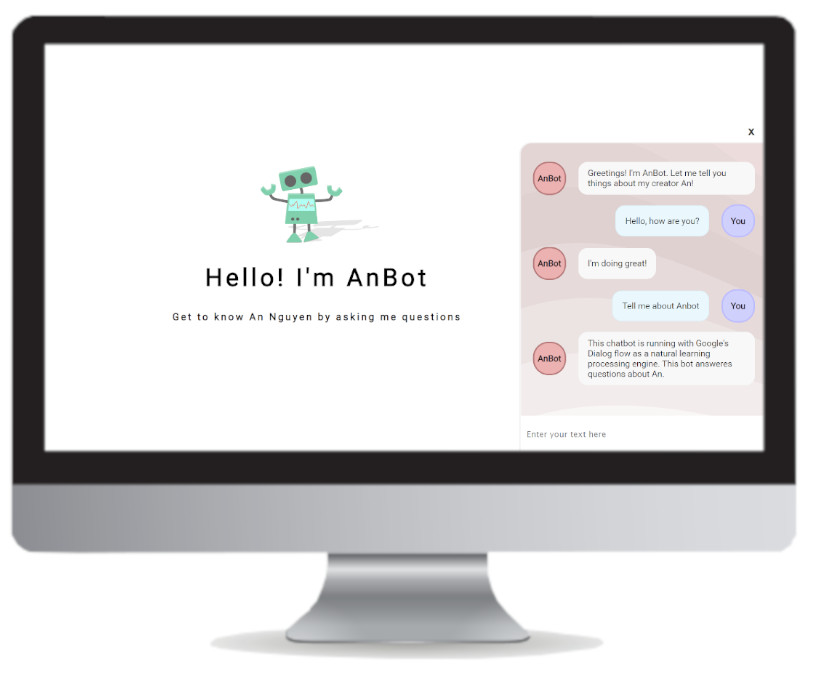 Hello! I'm AnBot
Get to know An Nguyen by asking me questions
X
AnBot
Greetings! I'm AnBot. Let me tell you
things about my creator An!
Hello, how are you?
You
AnBot
I'm doing great!
Tell me about Anbot
You
AnBot
This chatbot is running with Google's
Dialog flow as a natural learning
processing engine. This bot answeres
questions about An.
Enter your text here